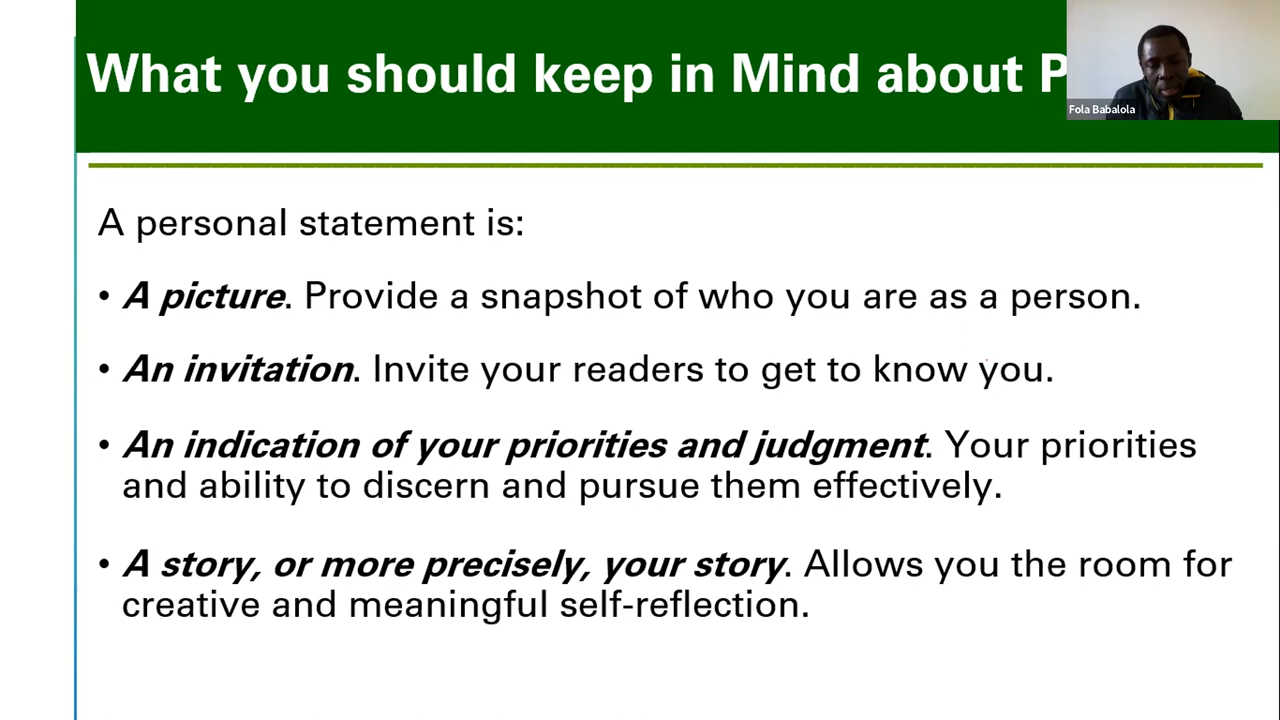 What you should keep in Mind about P
Fola Babalola
A personal statement is:
• A picture. Provide a snapshot of who you are as a person.
• An invitation. Invite your readers to get to know you.
• An indication of your priorities and judgment. Your priorities
and ability to discern and pursue them effectively.
• A story, or more precisely, your story. Allows you the room for
creative and meaningful self-reflection.